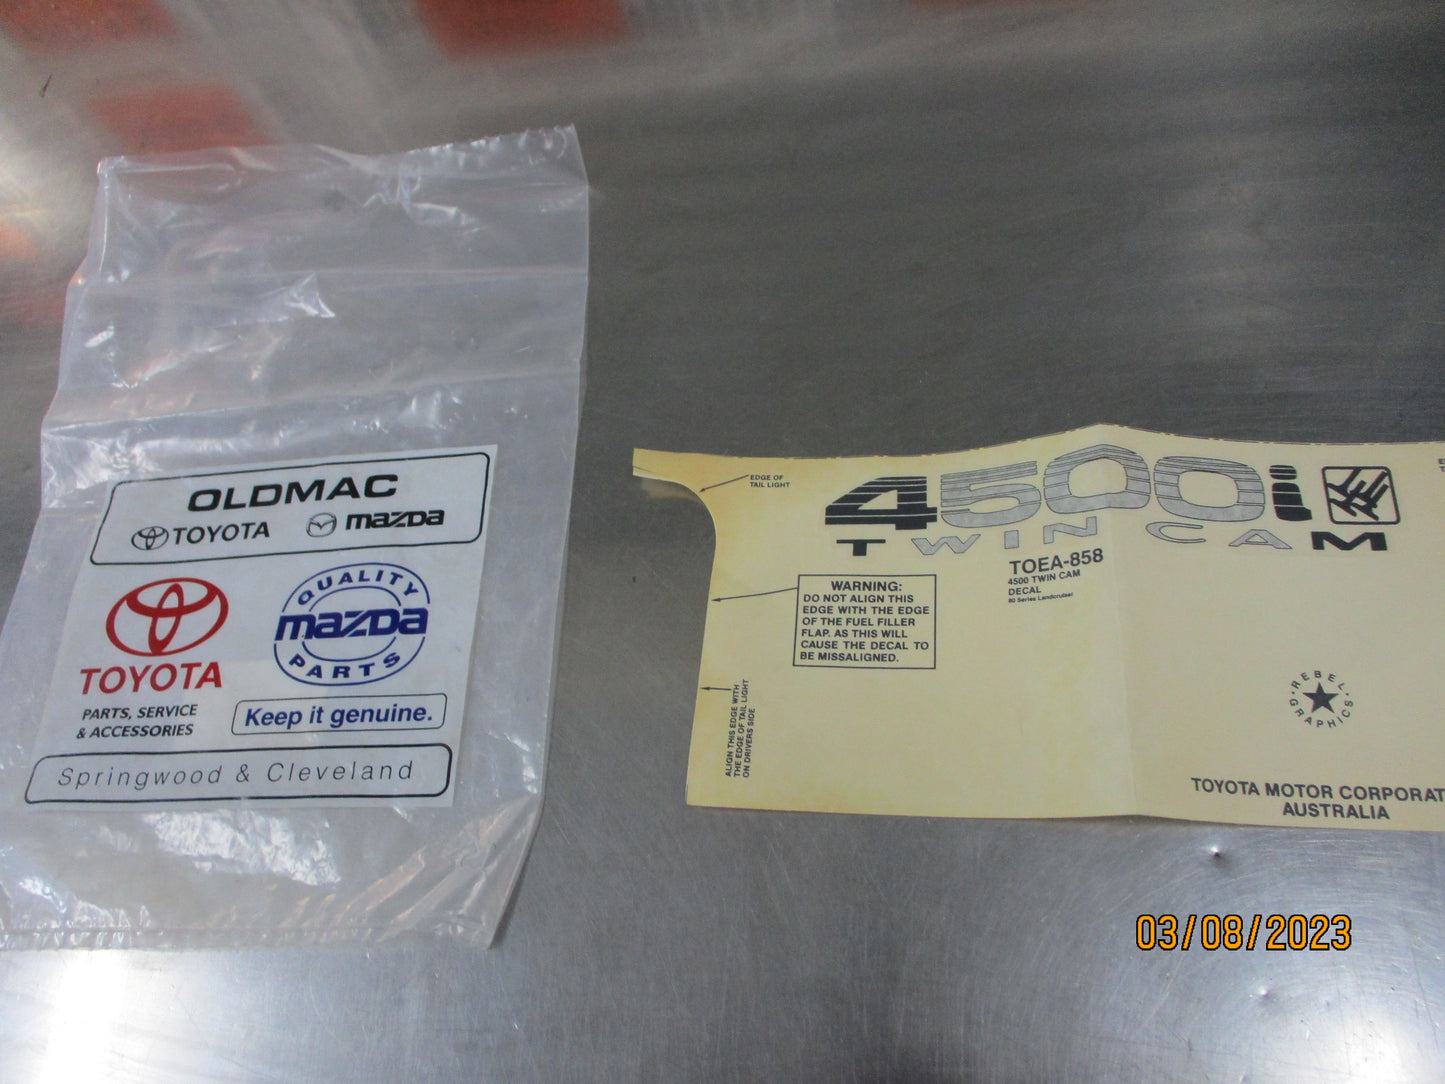 OLDMAC
TOYOTA mazda
TOYOTA
PARTS, SERVICE
& ACCESSORIES
QUALITY
mazda
PARTS
Keep it genuine.
Springwood & Cleveland
EDGE OF
TAIL LIGHT
4500i
TWIN CAM
TOEA-858
4500 TWIN CAM
DECAL
80 Series Landcruiser
WARNING:
DO NOT ALIGN THIS
EDGE WITH THE EDGE
OF THE FUEL FILLER
FLAP. AS THIS WILL
CAUSE THE DECAL TO
BE MISSALIGNED.
ALIGN THIS EDGE WITH
THE EDGE OF TAIL LIGHT
ON DRIVERS SIDE
REBEL
GRAPHICS
TOYOTA MOTOR CORPORAT
AUSTRALIA
03/08/2023